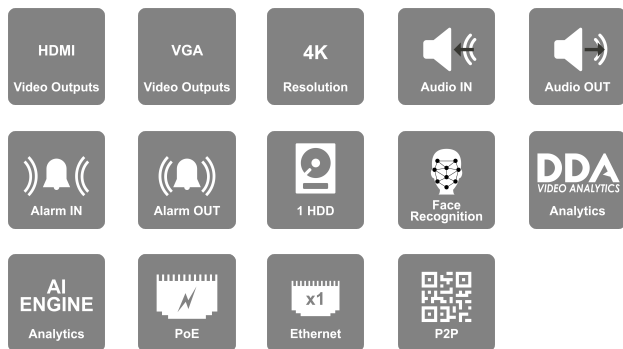 HDMI
Video Outputs
VGA
Video Outputs
4K
Resolution
Audio IN
Audio OUT
Alarm IN
Alarm OUT
1 HDD
Face
Recognition
DDA
VIDEO ANALYTICS
Analytics
AI
ENGINE
Analytics
PoE
x1
Ethernet
P2P